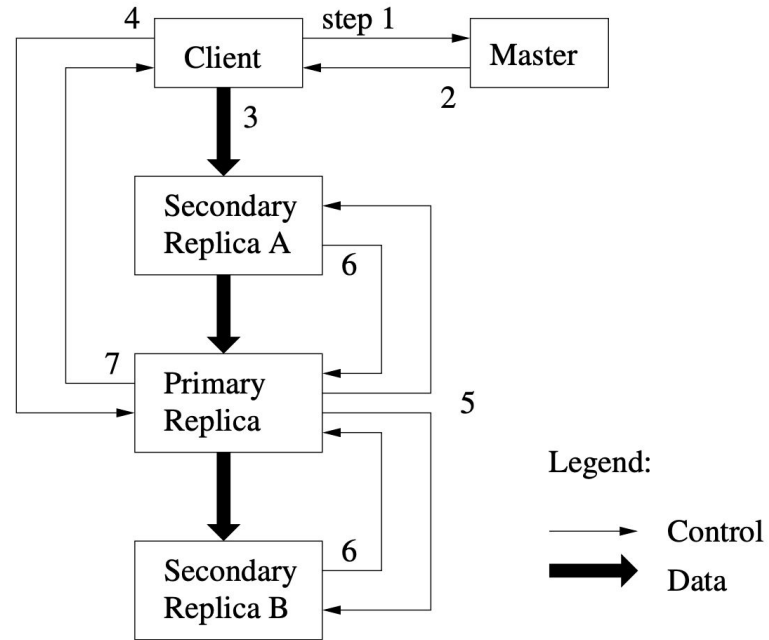 4
step 1
Client
Master
2
3
Secondary
Replica A
6
7
Primary
Replica
5
Legend:
Control
6
Secondary
Replica B
Data